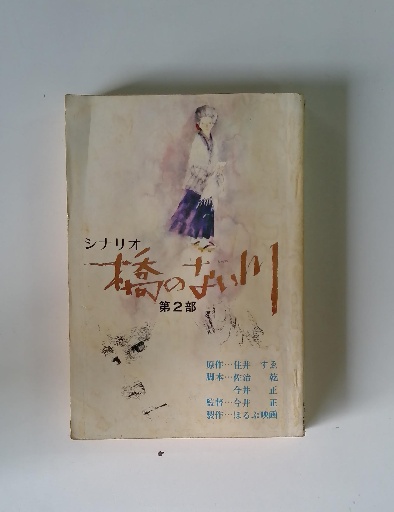 シナリオ
橋のない川
第2部
原作…住井 すゑ
脚本…佐治 乾
今井 正
監督…今井 正
製作…ほるぷ映画